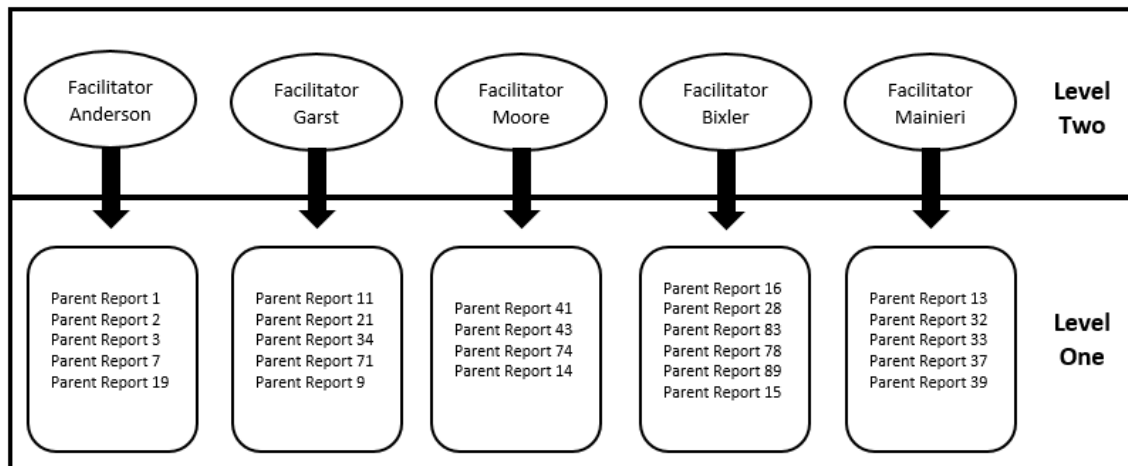 Facilitator
Anderson
Facilitator
Garst
Facilitator
Moore
Facilitator
Bixler
Facilitator
Mainieri
Level
Two
Parent Report 1
Parent Report 2
Parent Report 3
Parent Report 7
Parent Report 19
Parent Report 11
Parent Report 21
Parent Report 34
Parent Report 71
Parent Report 9
Parent Report 41
Parent Report 43
Parent Report 74
Parent Report 14
Parent Report 16
Parent Report 28
Parent Report 83
Parent Report 78
Parent Report 89
Parent Report 15
Parent Report 13
Parent Report 32
Parent Report 33
Parent Report 37
Parent Report 39
Level
One